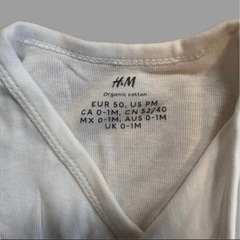 H&M
Organic cotton
EUR 50, US PM
CA 0-1M, CN 52/40
MX 0-1M, AUS 0-1M
UK 0-1M